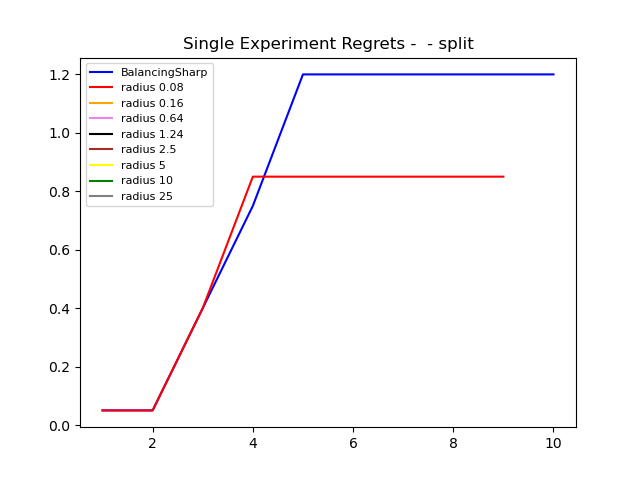 Single Experiment Regrets -  - split
BalancingSharp
radius 0.08
radius 0.16
radius 0.64
radius 1.24
radius 2.5
radius 5
radius 10
radius 25
1.2
1.0
0.8
0.6
0.4
0.2
0.0
2 4 6 8 10